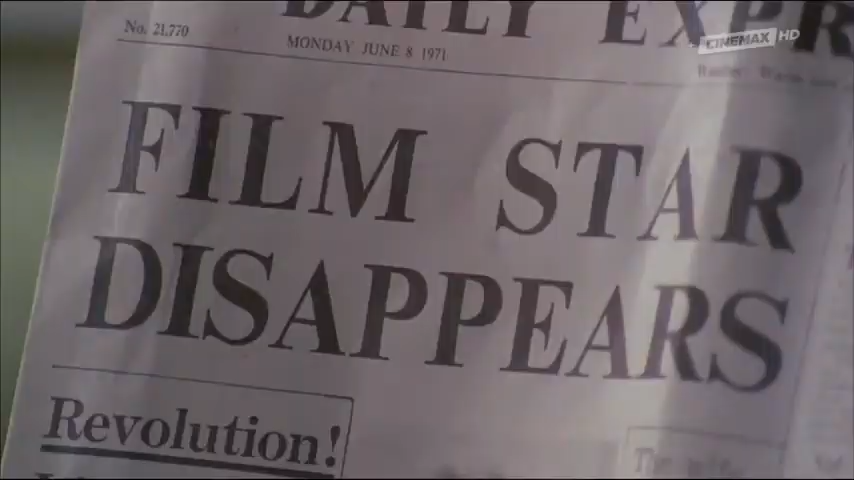 DAILY EXPR
CINEMAX HD
No. 21,770
MONDAY JUNE 8 1971
FILM STAR
DISAPPEARS
Revolution!